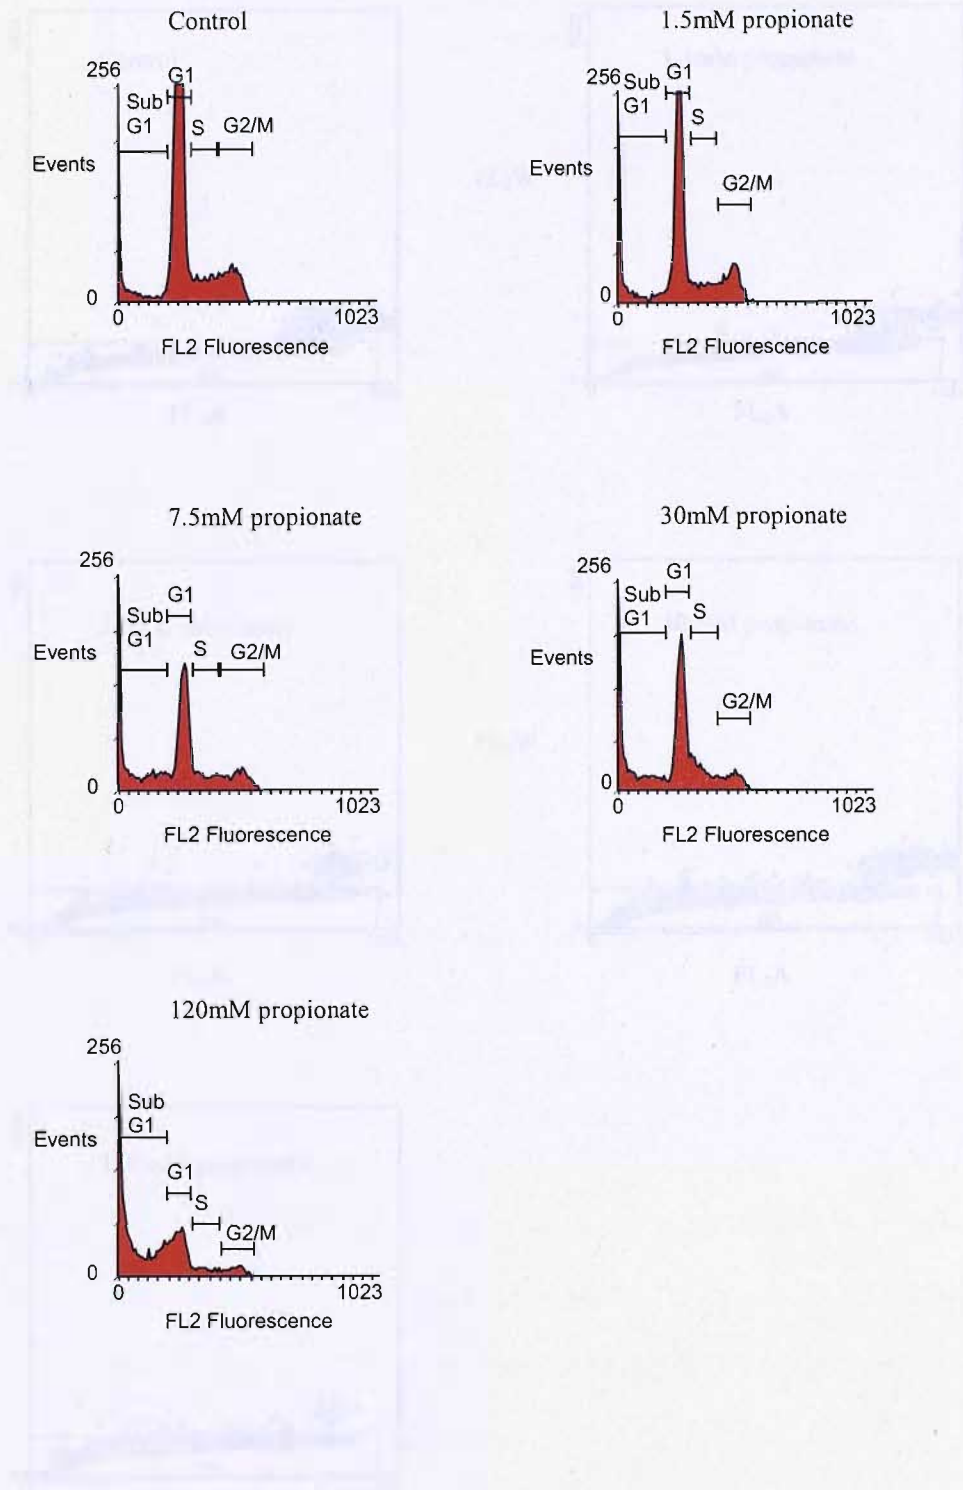 Control
256
G1
Sub
G1
S
G2/M
Events
0
0
1023
FL2 Fluorescence
1.5mM propionate
256
Sub
G1
G1
S
G2/M
Events
0
0
1023
FL2 Fluorescence
7.5mM propionate
256
G1
Sub
G1
S
G2/M
Events
0
0
1023
FL2 Fluorescence
30mM propionate
256
G1
Sub
G1
S
G2/M
Events
0
0
1023
FL2 Fluorescence
120mM propionate
256
Sub
G1
Events
G1
S
G2/M
0
0
1023
FL2 Fluorescence